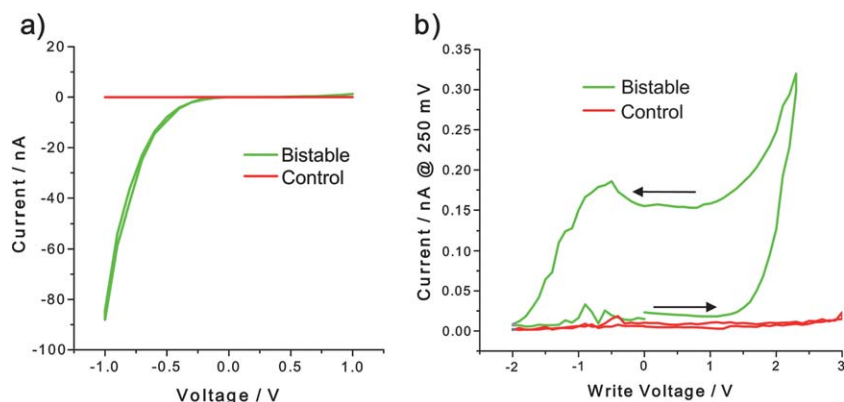 a)
20
0
-20
-40
-60
-80
-100
Current / nA
Bistable
Control
-1.0
-0.5
0.0
0.5
1.0
Voltage / V
b)
0.35
0.30
0.25
0.20
0.15
0.10
0.05
0.00
Current / nA @ 250 mV
Bistable
Control
-2
-1
0
1
2
3
Write Voltage / V